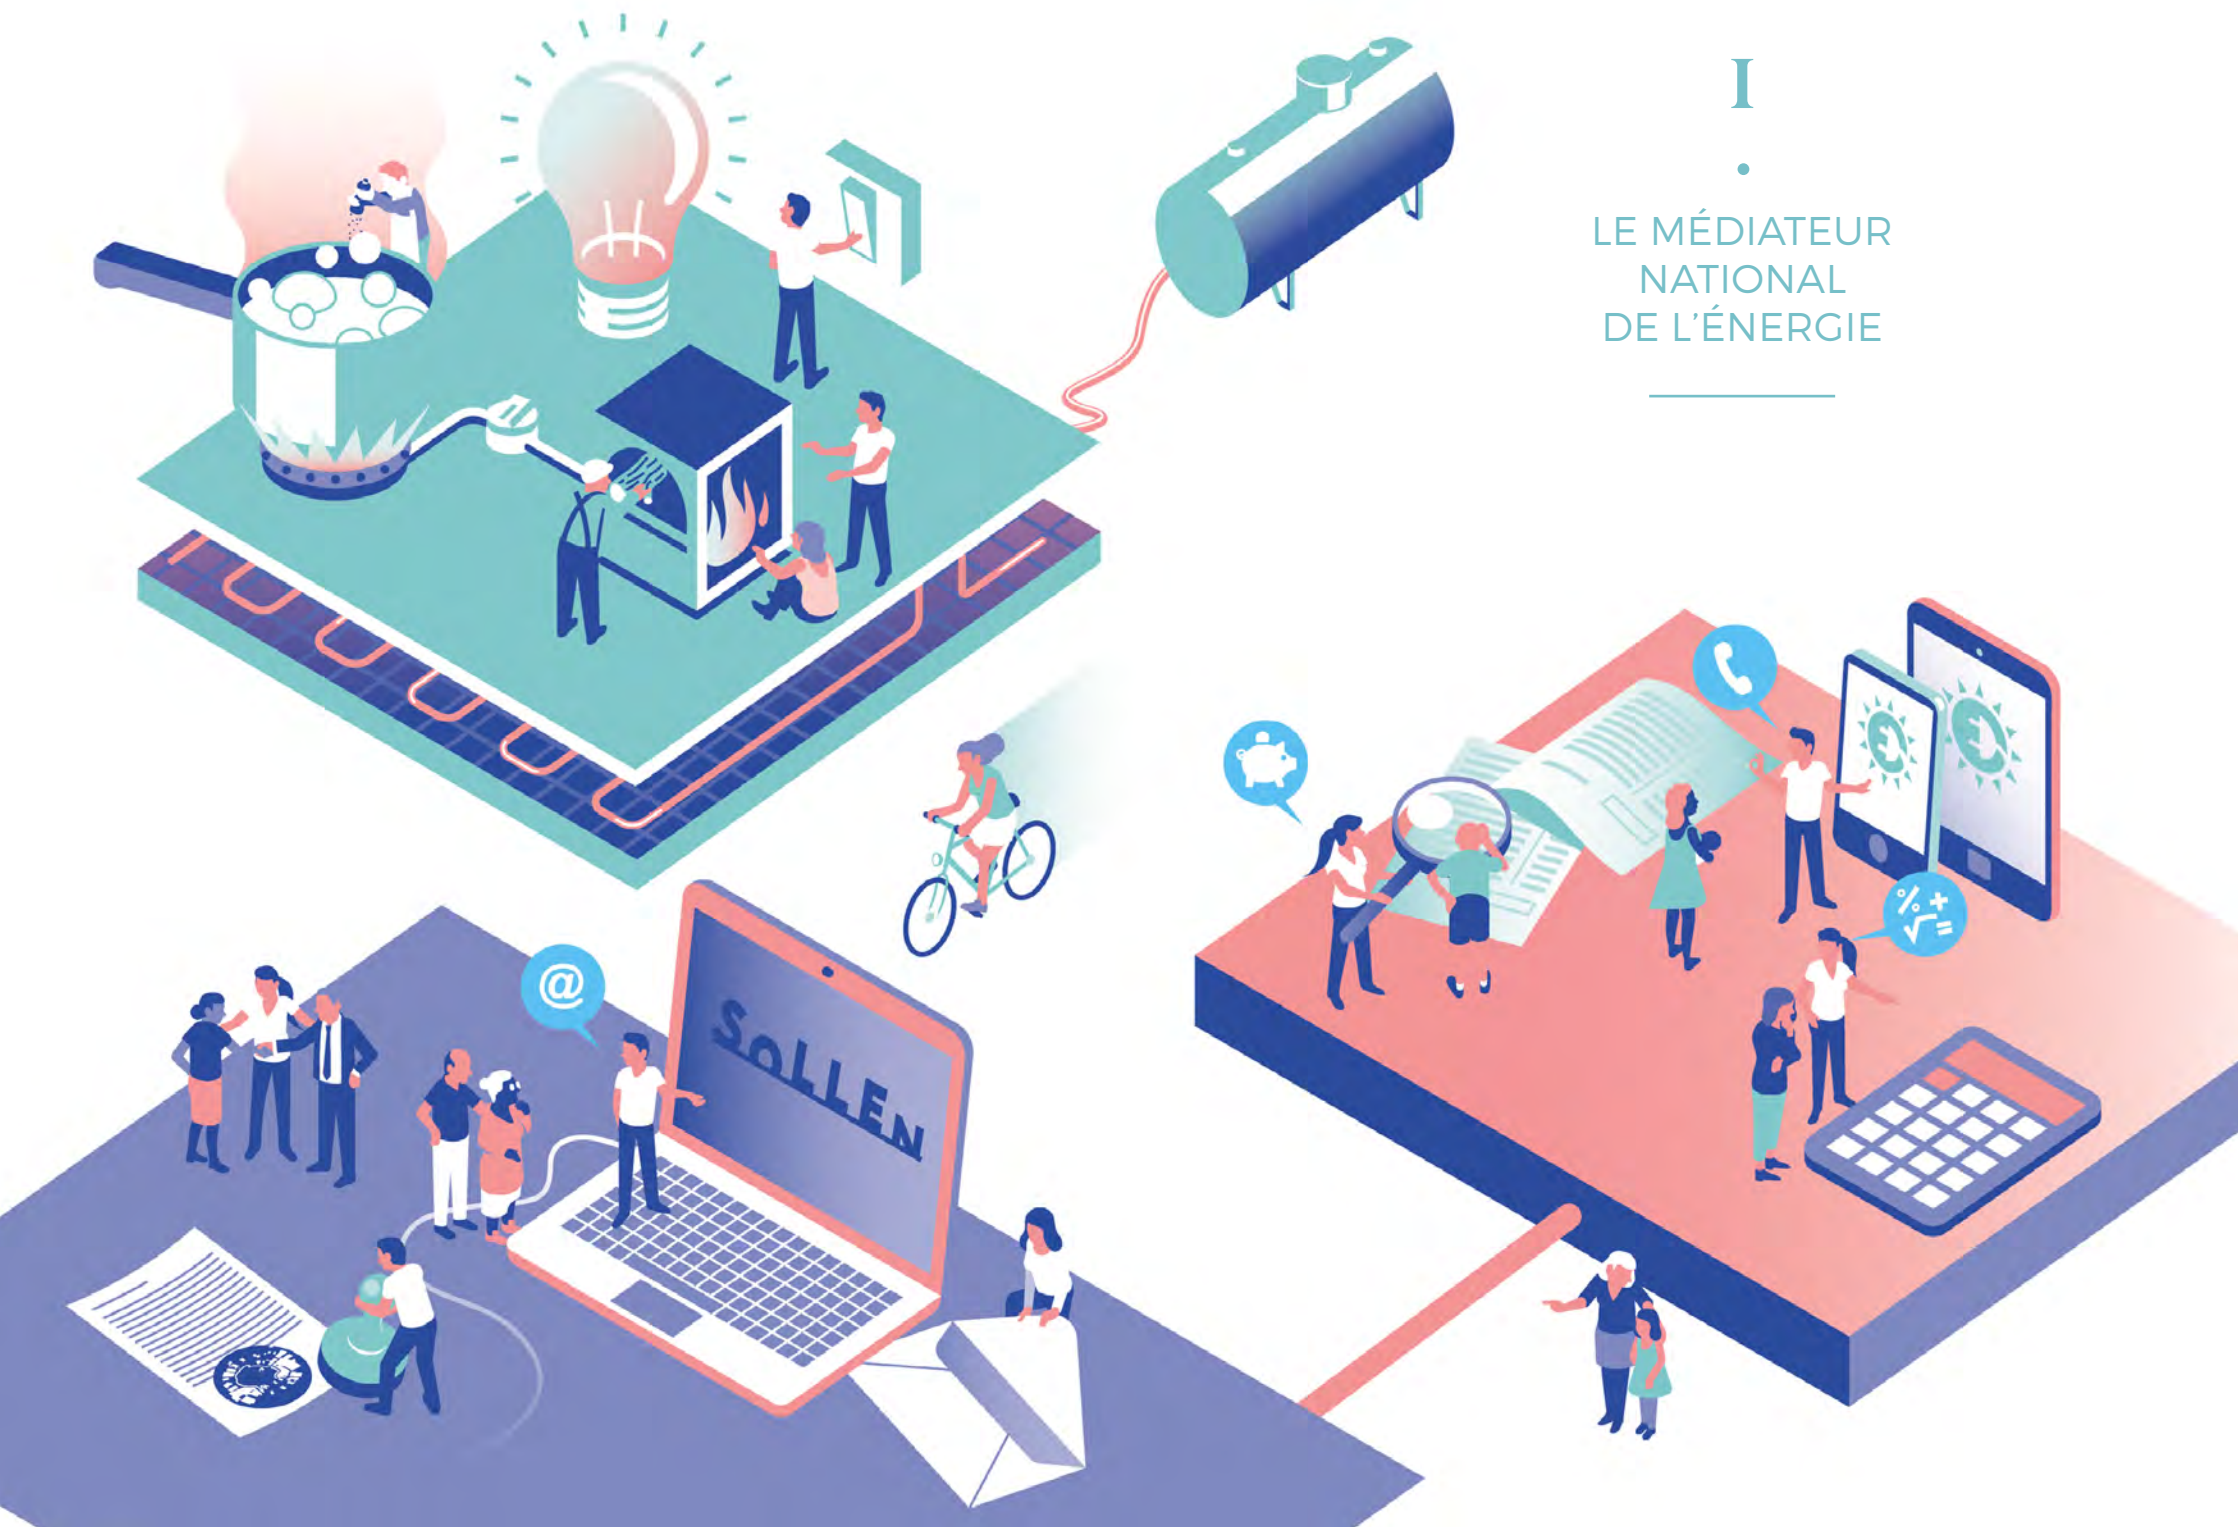 I
•
LE MÉDIATEUR
NATIONAL
DE L'ÉNERGIE
@
SoLLEn
% +
√ =